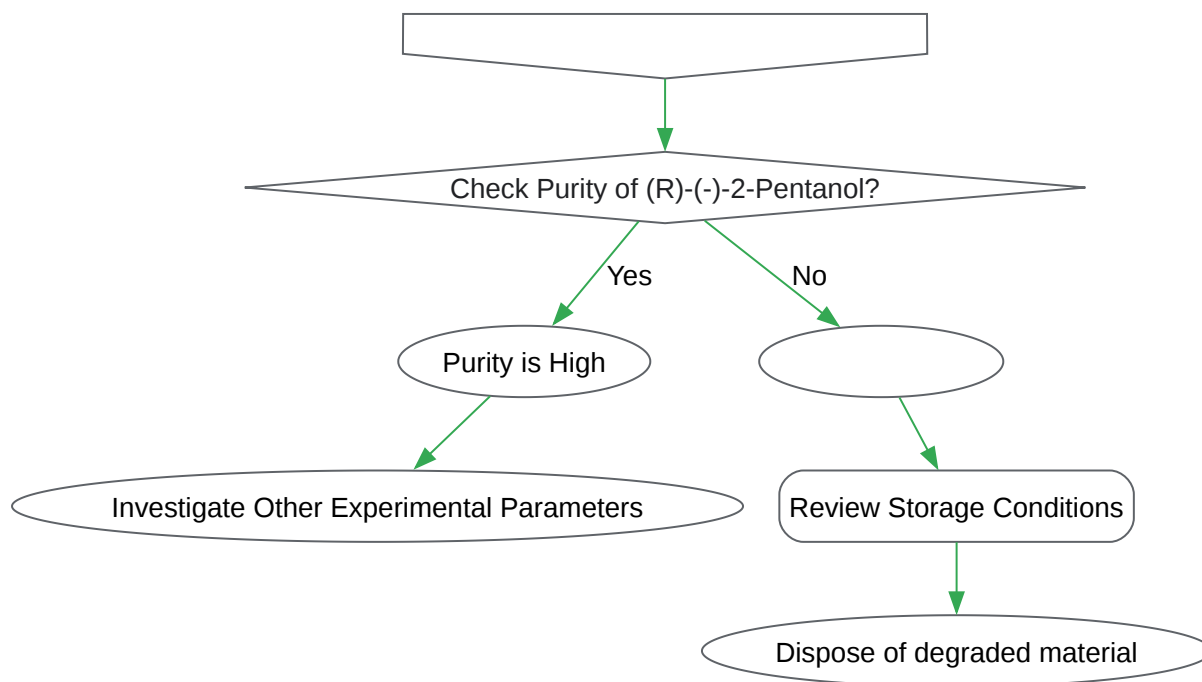 Check Purity of (R)-(-)-2-Pentanol?
Yes
No
Purity is High
Investigate Other Experimental Parameters
Review Storage Conditions
Dispose of degraded material